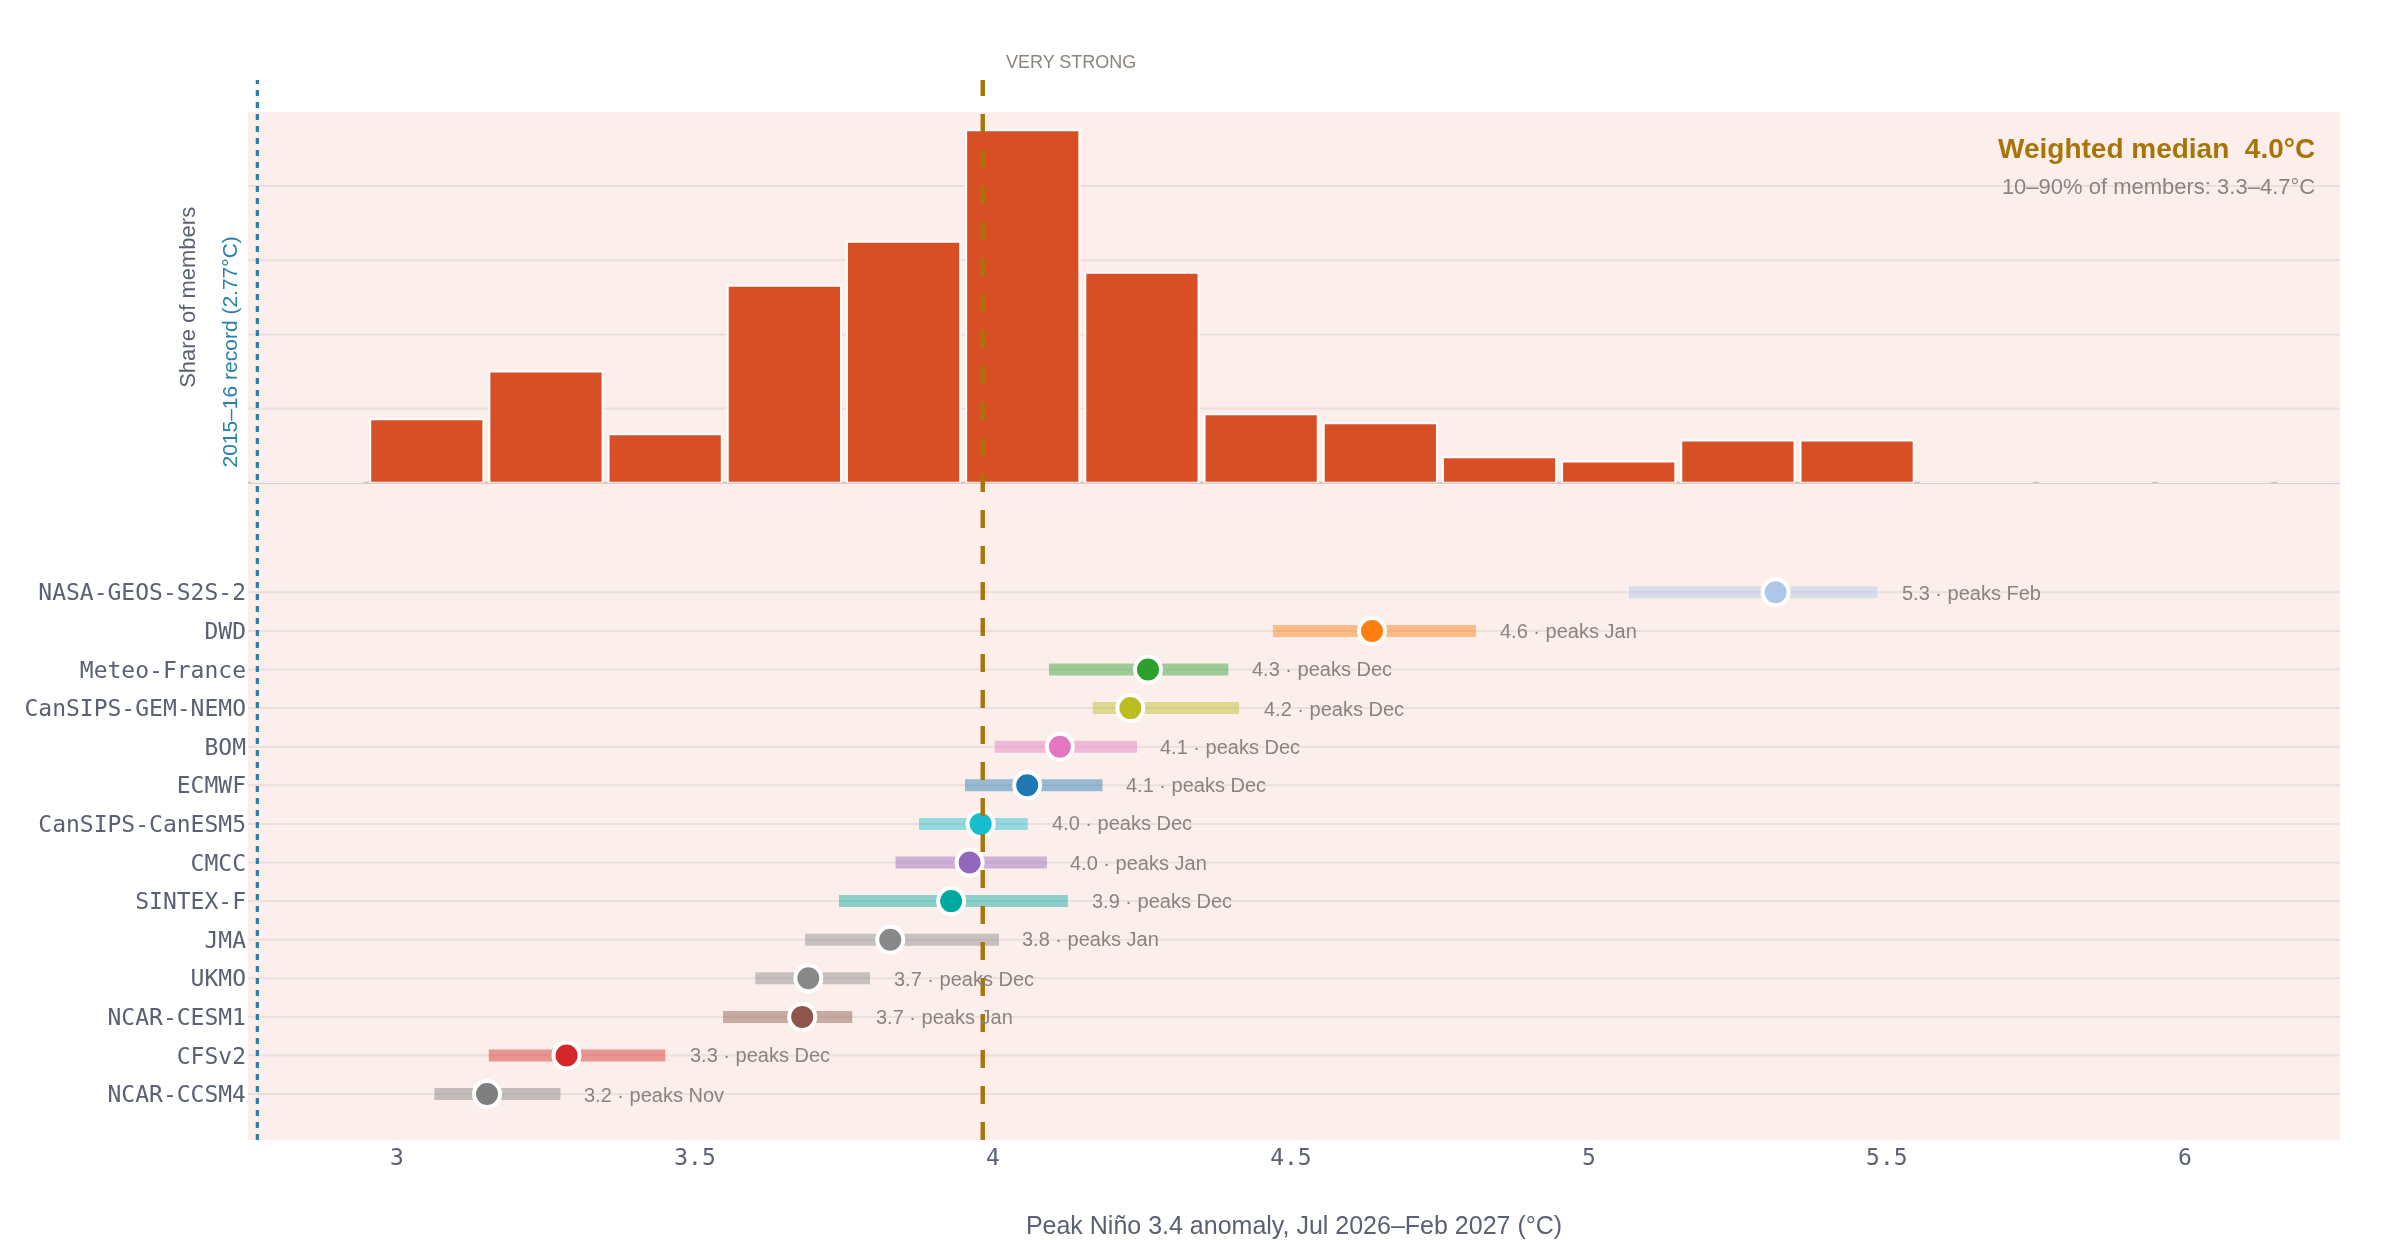 VERY STRONG
Weighted median 4.0°C
10–90% of members: 3.3–4.7°C
Share of members
2015–16 record (2.77°C)
NASA-GEOS-S2S-2
5.3 · peaks Feb
DWD
4.6 · peaks Jan
Meteo-France
4.3 · peaks Dec
CanSIPS-GEM-NEMO
4.2 · peaks Dec
BOM
4.1 · peaks Dec
ECMWF
4.1 · peaks Dec
CanSIPS-CanESM5
4.0 · peaks Dec
CMCC
4.0 · peaks Jan
SINTEX-F
3.9 · peaks Dec
JMA
3.8 · peaks Jan
UKMO
3.7 · peaks Dec
NCAR-CESM1
3.7 · peaks Jan
CFSv2
3.3 · peaks Dec
NCAR-CCSM4
3.2 · peaks Nov
3 3.5 4 4.5 5 5.5 6
Peak Niño 3.4 anomaly, Jul 2026–Feb 2027 (°C)